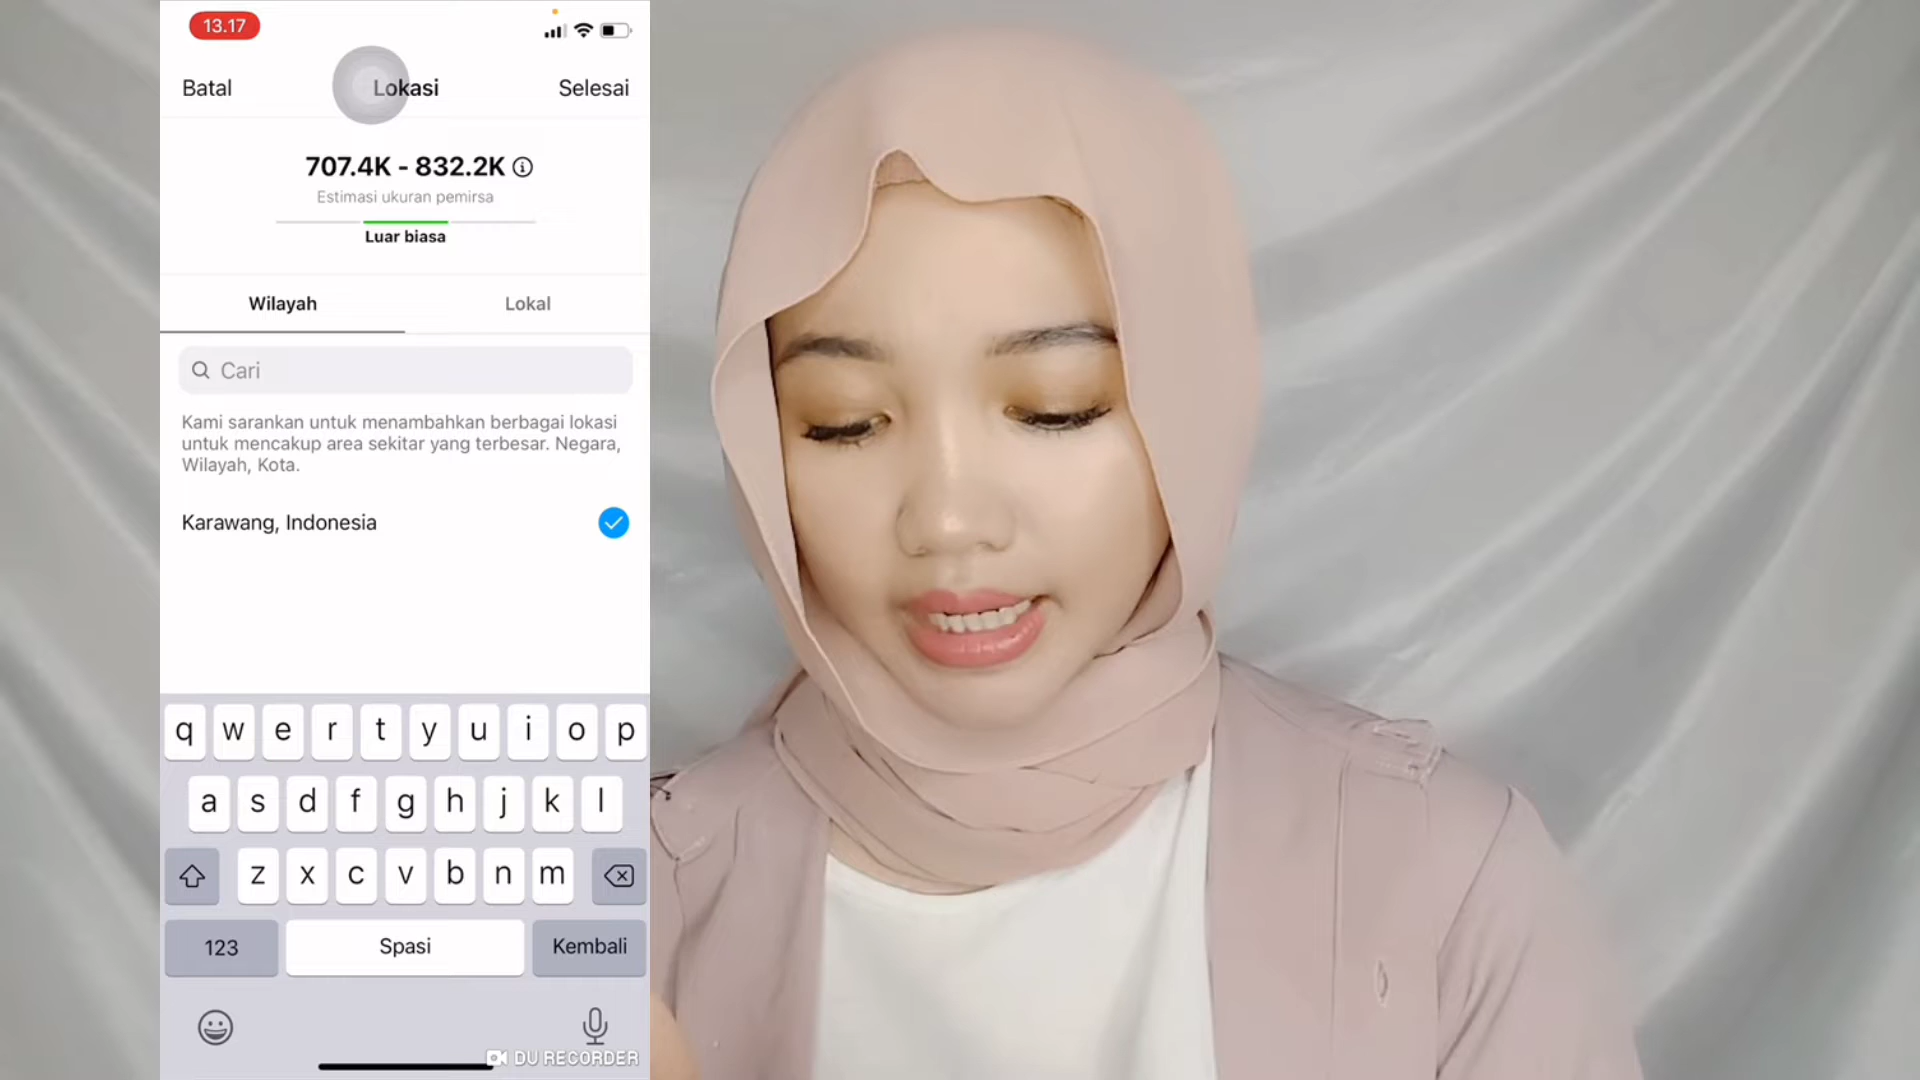 13.17
Batal
Lokasi
Selesai
707.4K - 832.2K
Estimasi ukuran pemirsa
Luar biasa
Wilayah
Lokal
Cari
Kami sarankan untuk menambahkan berbagai lokasi
untuk mencakup area sekitar yang terbesar. Negara,
Wilayah, Kota.
Karawang, Indonesia
q w e r t y u i o p
a s d f g h j k l
z x c v b n m
123
Spasi
Kembali
DU RECORDER